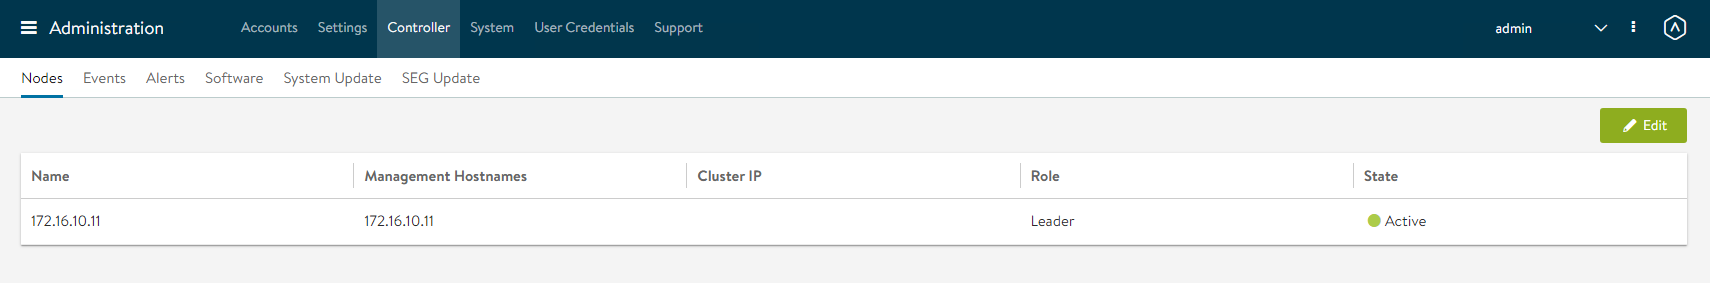 Administration Accounts Settings Controller System User Credentials Support admin
Nodes Events Alerts Software System Update SEG Update
Edit
Name Management Hostnames Cluster IP Role State
172.16.10.11 172.16.10.11 Leader Active